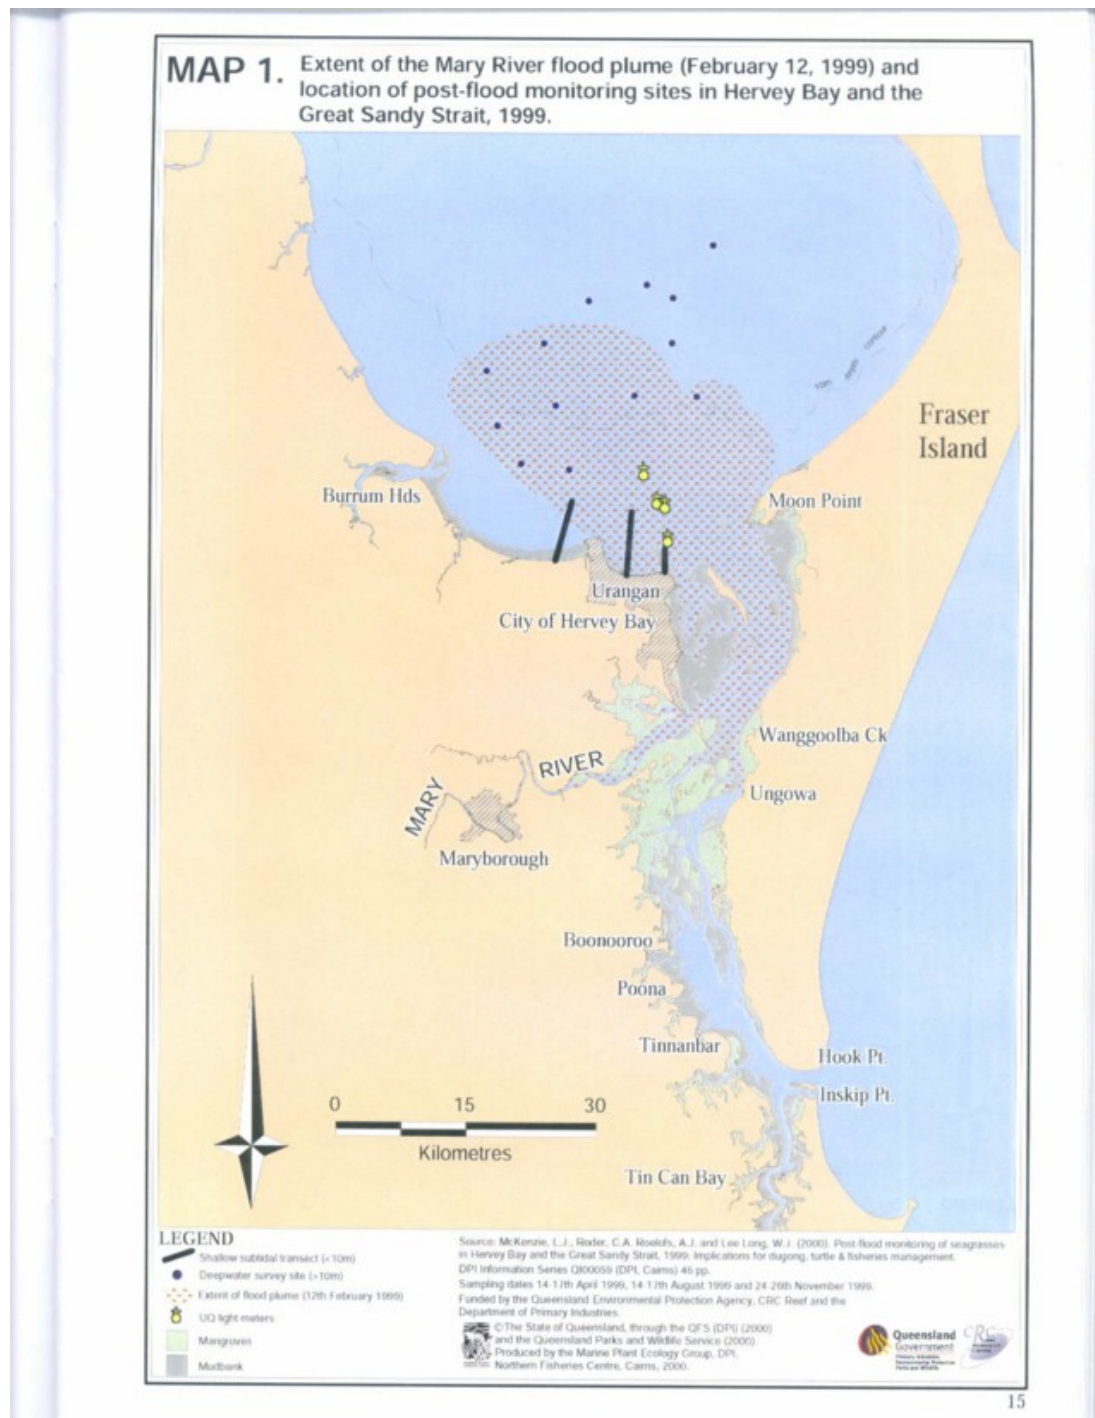 MAP 1.
Extent of the Mary River flood plume (February 12, 1999) and
location of post-flood monitoring sites in Hervey Bay and the
Great Sandy Strait, 1999.
10m depth contour
Fraser
Island
Burrum Hds
Moon Point
Urangan
City of Hervey Bay
Wanggoolba Ck
RIVER
MARY
Ungowa
Maryborough
Boonooroo
Poona
Tinnanbar
Hook Pt.
Inskip Pt.
0 15 30
Kilometres
Tin Can Bay
LEGEND
Shallow subtidal transect (<10m)
Deepwater survey site (>10m)
Extent of flood plume (12th February 1999)
UQ light meters
Mangroves
Mudbank
Source: McKenzie, L.J., Roder, C.A. Roelofs, A.J. and Lee Long, W.J. (2000). Post-flood monitoring of seagrasses
in Hervey Bay and the Great Sandy Strait, 1999: Implications for dugong, turtle & fisheries management.
DPI Information Series QI00059 (DPI, Cairns) 46 pp.
Sampling dates 14-17th April 1999, 14-17th August 1999 and 24-26th November 1999.
Funded by the Queensland Environmental Protection Agency, CRC Reef and the
Department of Primary Industries.
© The State of Queensland, through the QFS (DPI) (2000)
and the Queensland Parks and Wildlife Service (2000)
Produced by the Marine Plant Ecology Group, DPI,
Northern Fisheries Centre, Cairns, 2000.
Queensland
Government
CRC
15